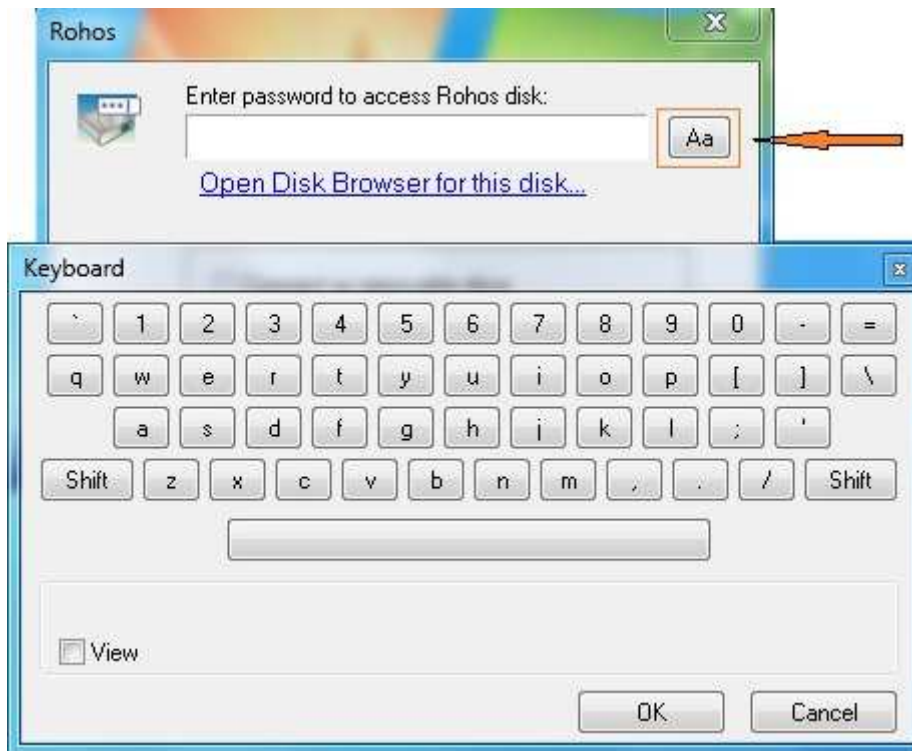 Rohos
Enter password to access Rohos disk:
Aa
Open Disk Browser for this disk...
Keyboard
` 1 2 3 4 5 6 7 8 9 0 - =
q w e r t y u i o p [ ] \
a s d f g h j k l ; '
Shift z x c v b n m , . / Shift
View
OK Cancel